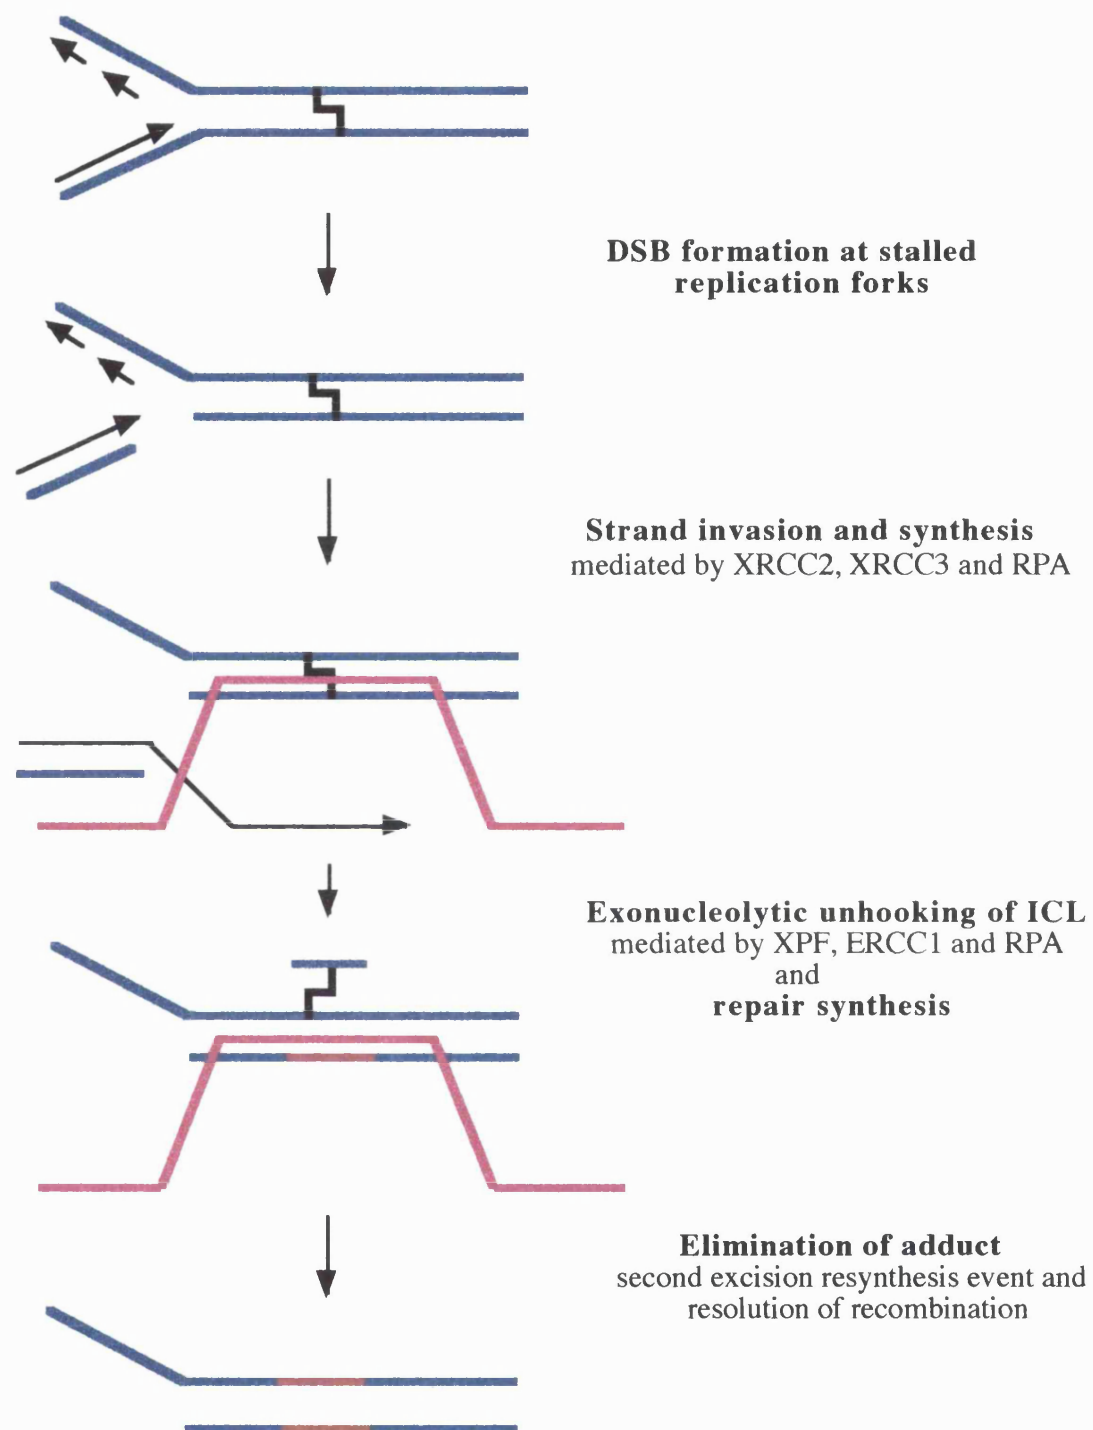 DSB formation at stalled
replication forks
Strand invasion and synthesis
mediated by XRCC2, XRCC3 and RPA
Exonucleolytic unhooking of ICL
mediated by XPF, ERCC1 and RPA
and
repair synthesis
Elimination of adduct
second excision resynthesis event and
resolution of recombination